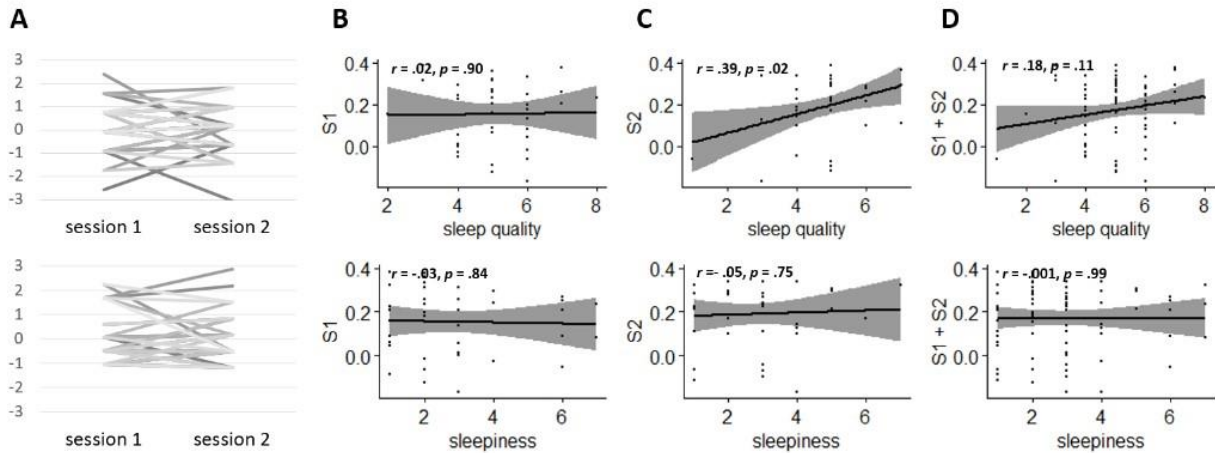 A
B
C
D
3
2
1
0
-1
-2
-3
session 1 session 2
3
2
1
0
-1
-2
-3
session 1 session 2
r = .02, p = .90
S1
0.4
0.2
0.0
2 4 6 8
sleep quality
r = .39, p = .02
S2
0.4
0.2
0.0
2 4 6
sleep quality
r = .18, p = .11
S1 + S2
0.4
0.2
0.0
2 4 6 8
sleep quality
r = -.03, p = .84
S1
0.4
0.2
0.0
2 4 6
sleepiness
r = - .05, p = .75
S2
0.4
0.2
0.0
2 4 6
sleepiness
r = -.001, p = .99
S1 + S2
0.4
0.2
0.0
2 4 6
sleepiness